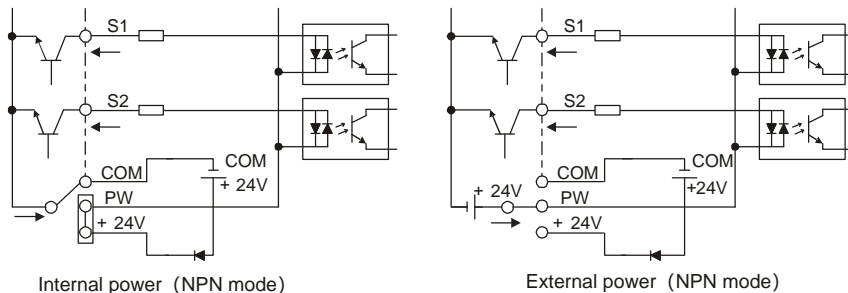 S1
S2
COM
COM
+ 24V
PW
+ 24V
Internal power (NPN mode)
S1
S2
COM
COM
+ 24V
+24V
PW
+ 24V
External power (NPN mode)